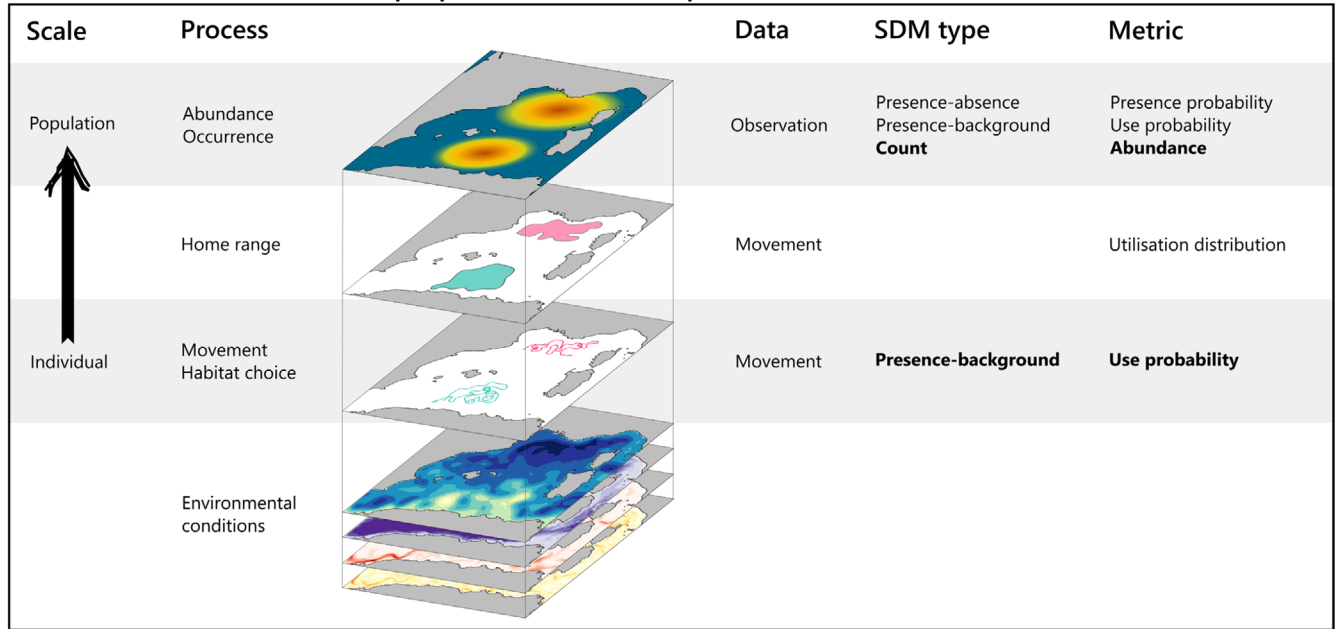 Scale Process Data SDM type Metric
Population
Abundance
Occurrence
Observation
Presence-absence
Presence-background
Count
Presence probability
Use probability
Abundance
Home range
Movement
Utilisation distribution
Individual
Movement
Habitat choice
Movement
Presence-background
Use probability
Environmental
conditions